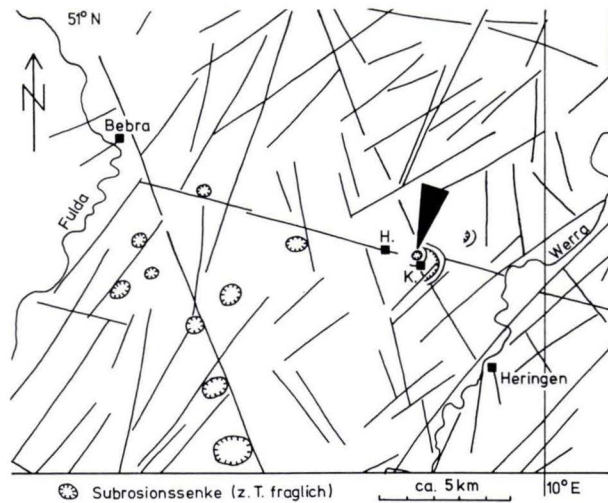 51° N
N
Bebra
Fulda
H.
K.
Werra
Heringen
Subrosionssenke (z. T. fraglich)
ca. 5 km
10° E